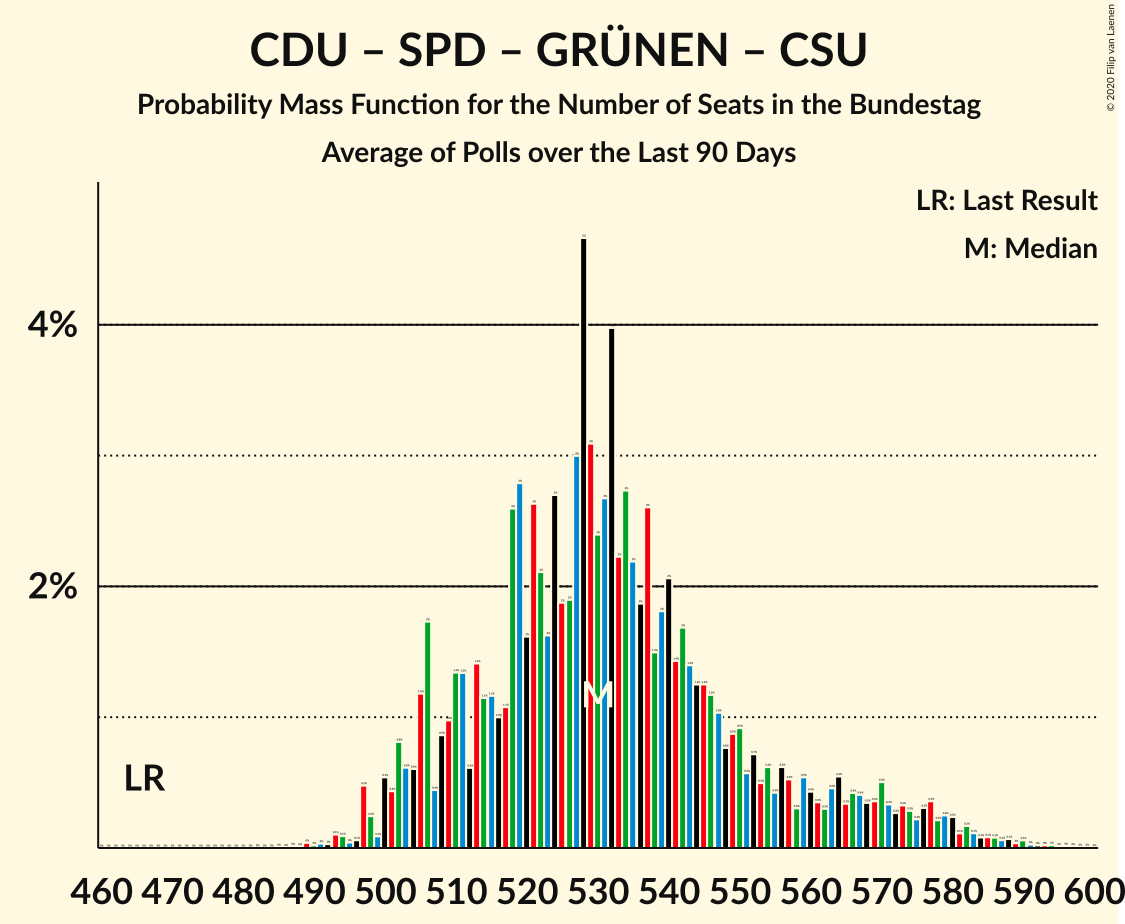 CDU – SPD – GRÜNEN – CSU
Probability Mass Function for the Number of Seats in the Bundestag
Average of Polls over the Last 90 Days
© 2020 Filip van Laenen
LR: Last Result
M: Median
4%
2%
M
LR
460 470 480 490 500 510 520 530 540 550 560 570 580 590 600